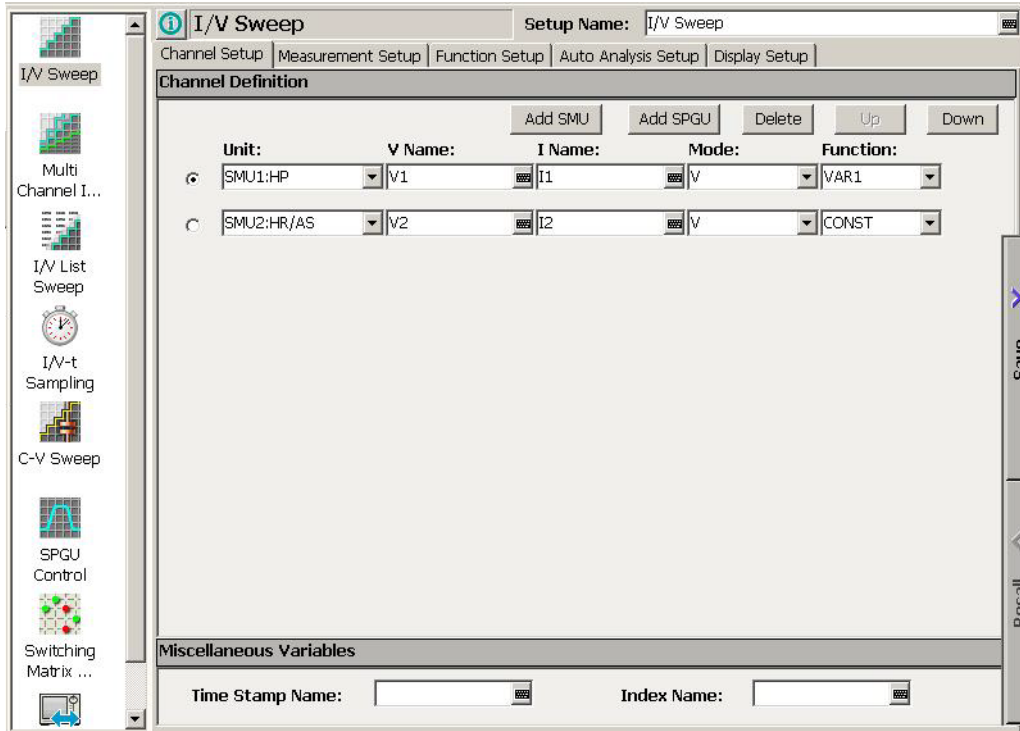 I/V Sweep
Setup Name: I/V Sweep
Channel Setup Measurement Setup Function Setup Auto Analysis Setup Display Setup
Channel Definition
Add SMU Add SPGU Delete Up Down
Unit: V Name: I Name: Mode: Function:
SMU1:HP V1 I1 V VAR1
SMU2:HR/AS V2 I2 V CONST
Miscellaneous Variables
Time Stamp Name: Index Name:
I/V Sweep
Multi
Channel I...
I/V List
Sweep
I/V-t
Sampling
C-V Sweep
SPGU
Control
Switching
Matrix ...
Save
Recall